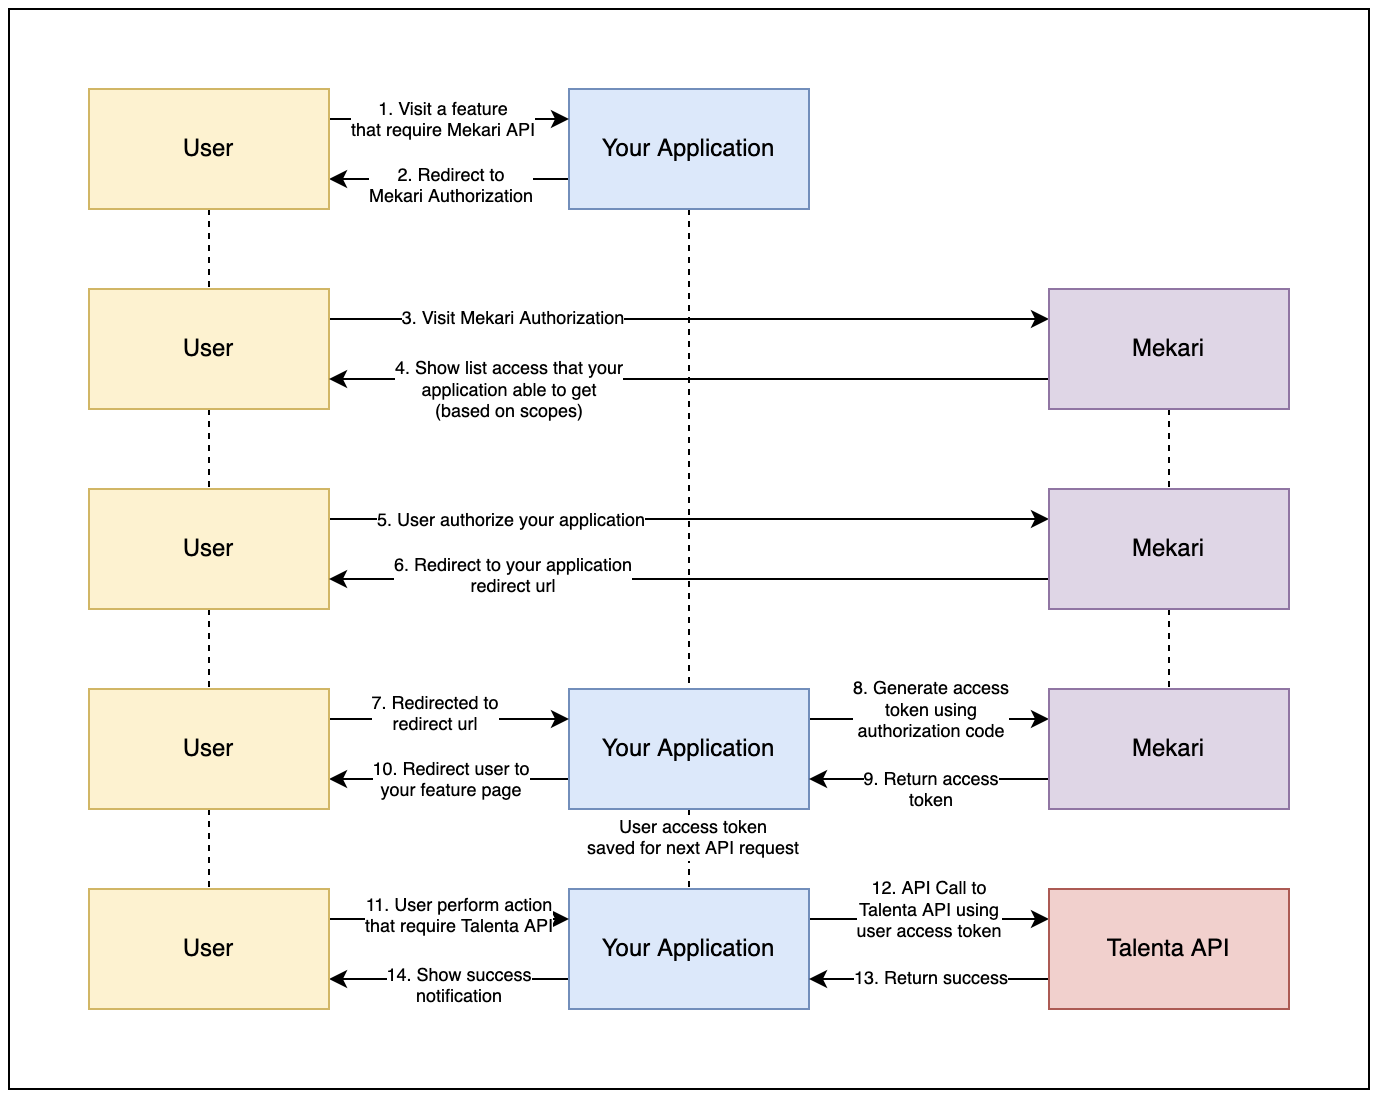 User
1. Visit a feature
that require Mekari API
2. Redirect to
Mekari Authorization
Your Application
User
3. Visit Mekari Authorization
4. Show list access that your
application able to get
(based on scopes)
Mekari
User
5. User authorize your application
6. Redirect to your application
redirect url
Mekari
User
7. Redirected to
redirect url
10. Redirect user to
your feature page
Your Application
8. Generate access
token using
authorization code
9. Return access
token
Mekari
User access token
saved for next API request
User
11. User perform action
that require Talenta API
14. Show success
notification
Your Application
12. API Call to
Talenta API using
user access token
13. Return success
Talenta API